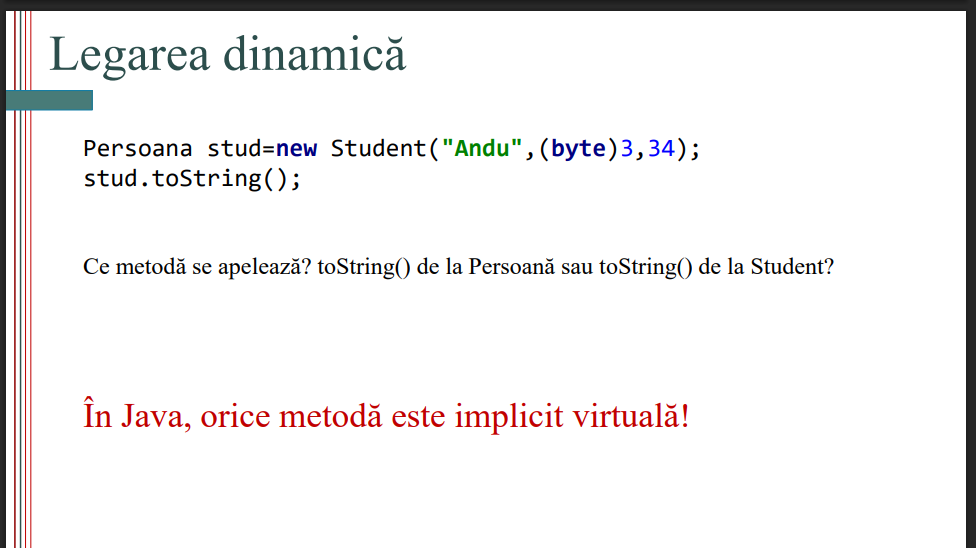 Legarea dinamică
Persoana stud=new Student("Andu",(byte)3,34);
stud.toString();
Ce metodă se apelează? toString() de la Persoană sau toString() de la Student?
În Java, orice metodă este implicit virtuală!